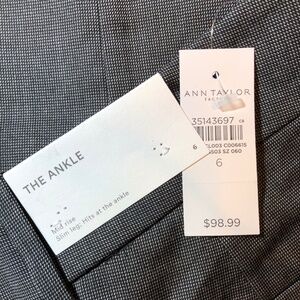 ANN TAYLOR
FACTORY
35143697
6
6
$98.99
THE ANKLE
Mid rise
Slim leg. Hits at the ankle